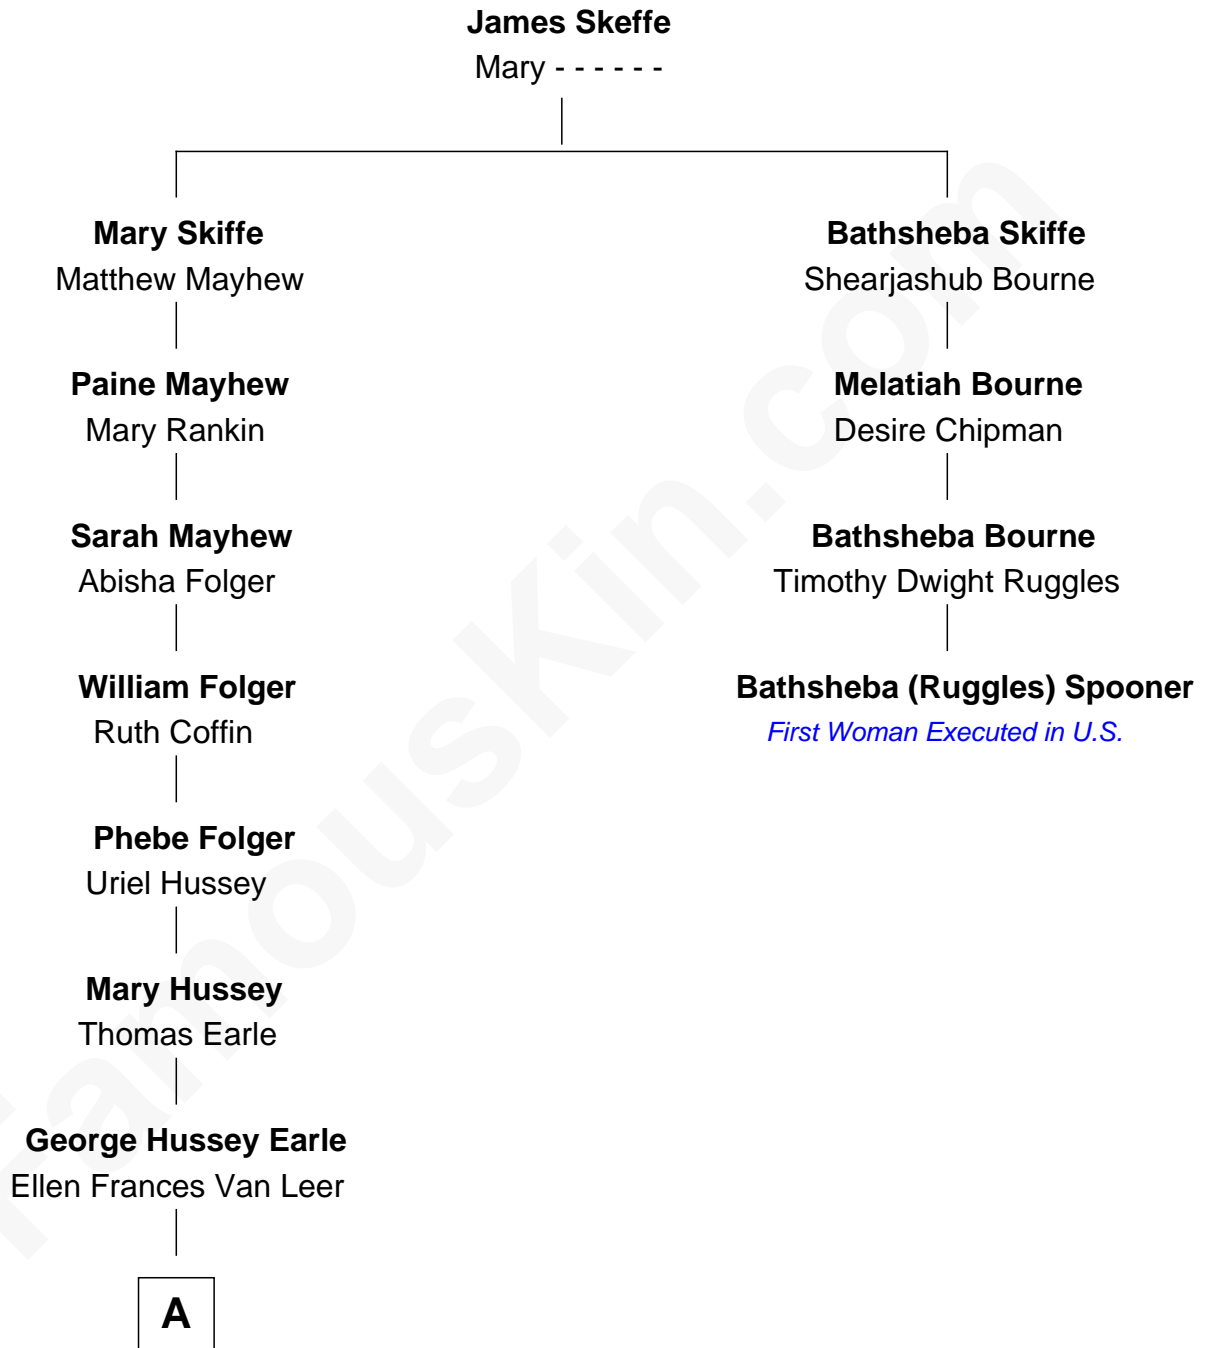 James Skeffe
Mary - - - - - -
Mary Skiffe
Matthew Mayhew
Bathsheba Skiffe
Shearjashub Bourne
Paine Mayhew
Mary Rankin
Melatiah Bourne
Desire Chipman
Sarah Mayhew
Abisha Folger
Bathsheba Bourne
Timothy Dwight Ruggles
William Folger
Ruth Coffin
Bathsheba (Ruggles) Spooner
First Woman Executed in U.S.
Phebe Folger
Uriel Hussey
Mary Hussey
Thomas Earle
George Hussey Earle
Ellen Frances Van Leer
A
FamousKin.com